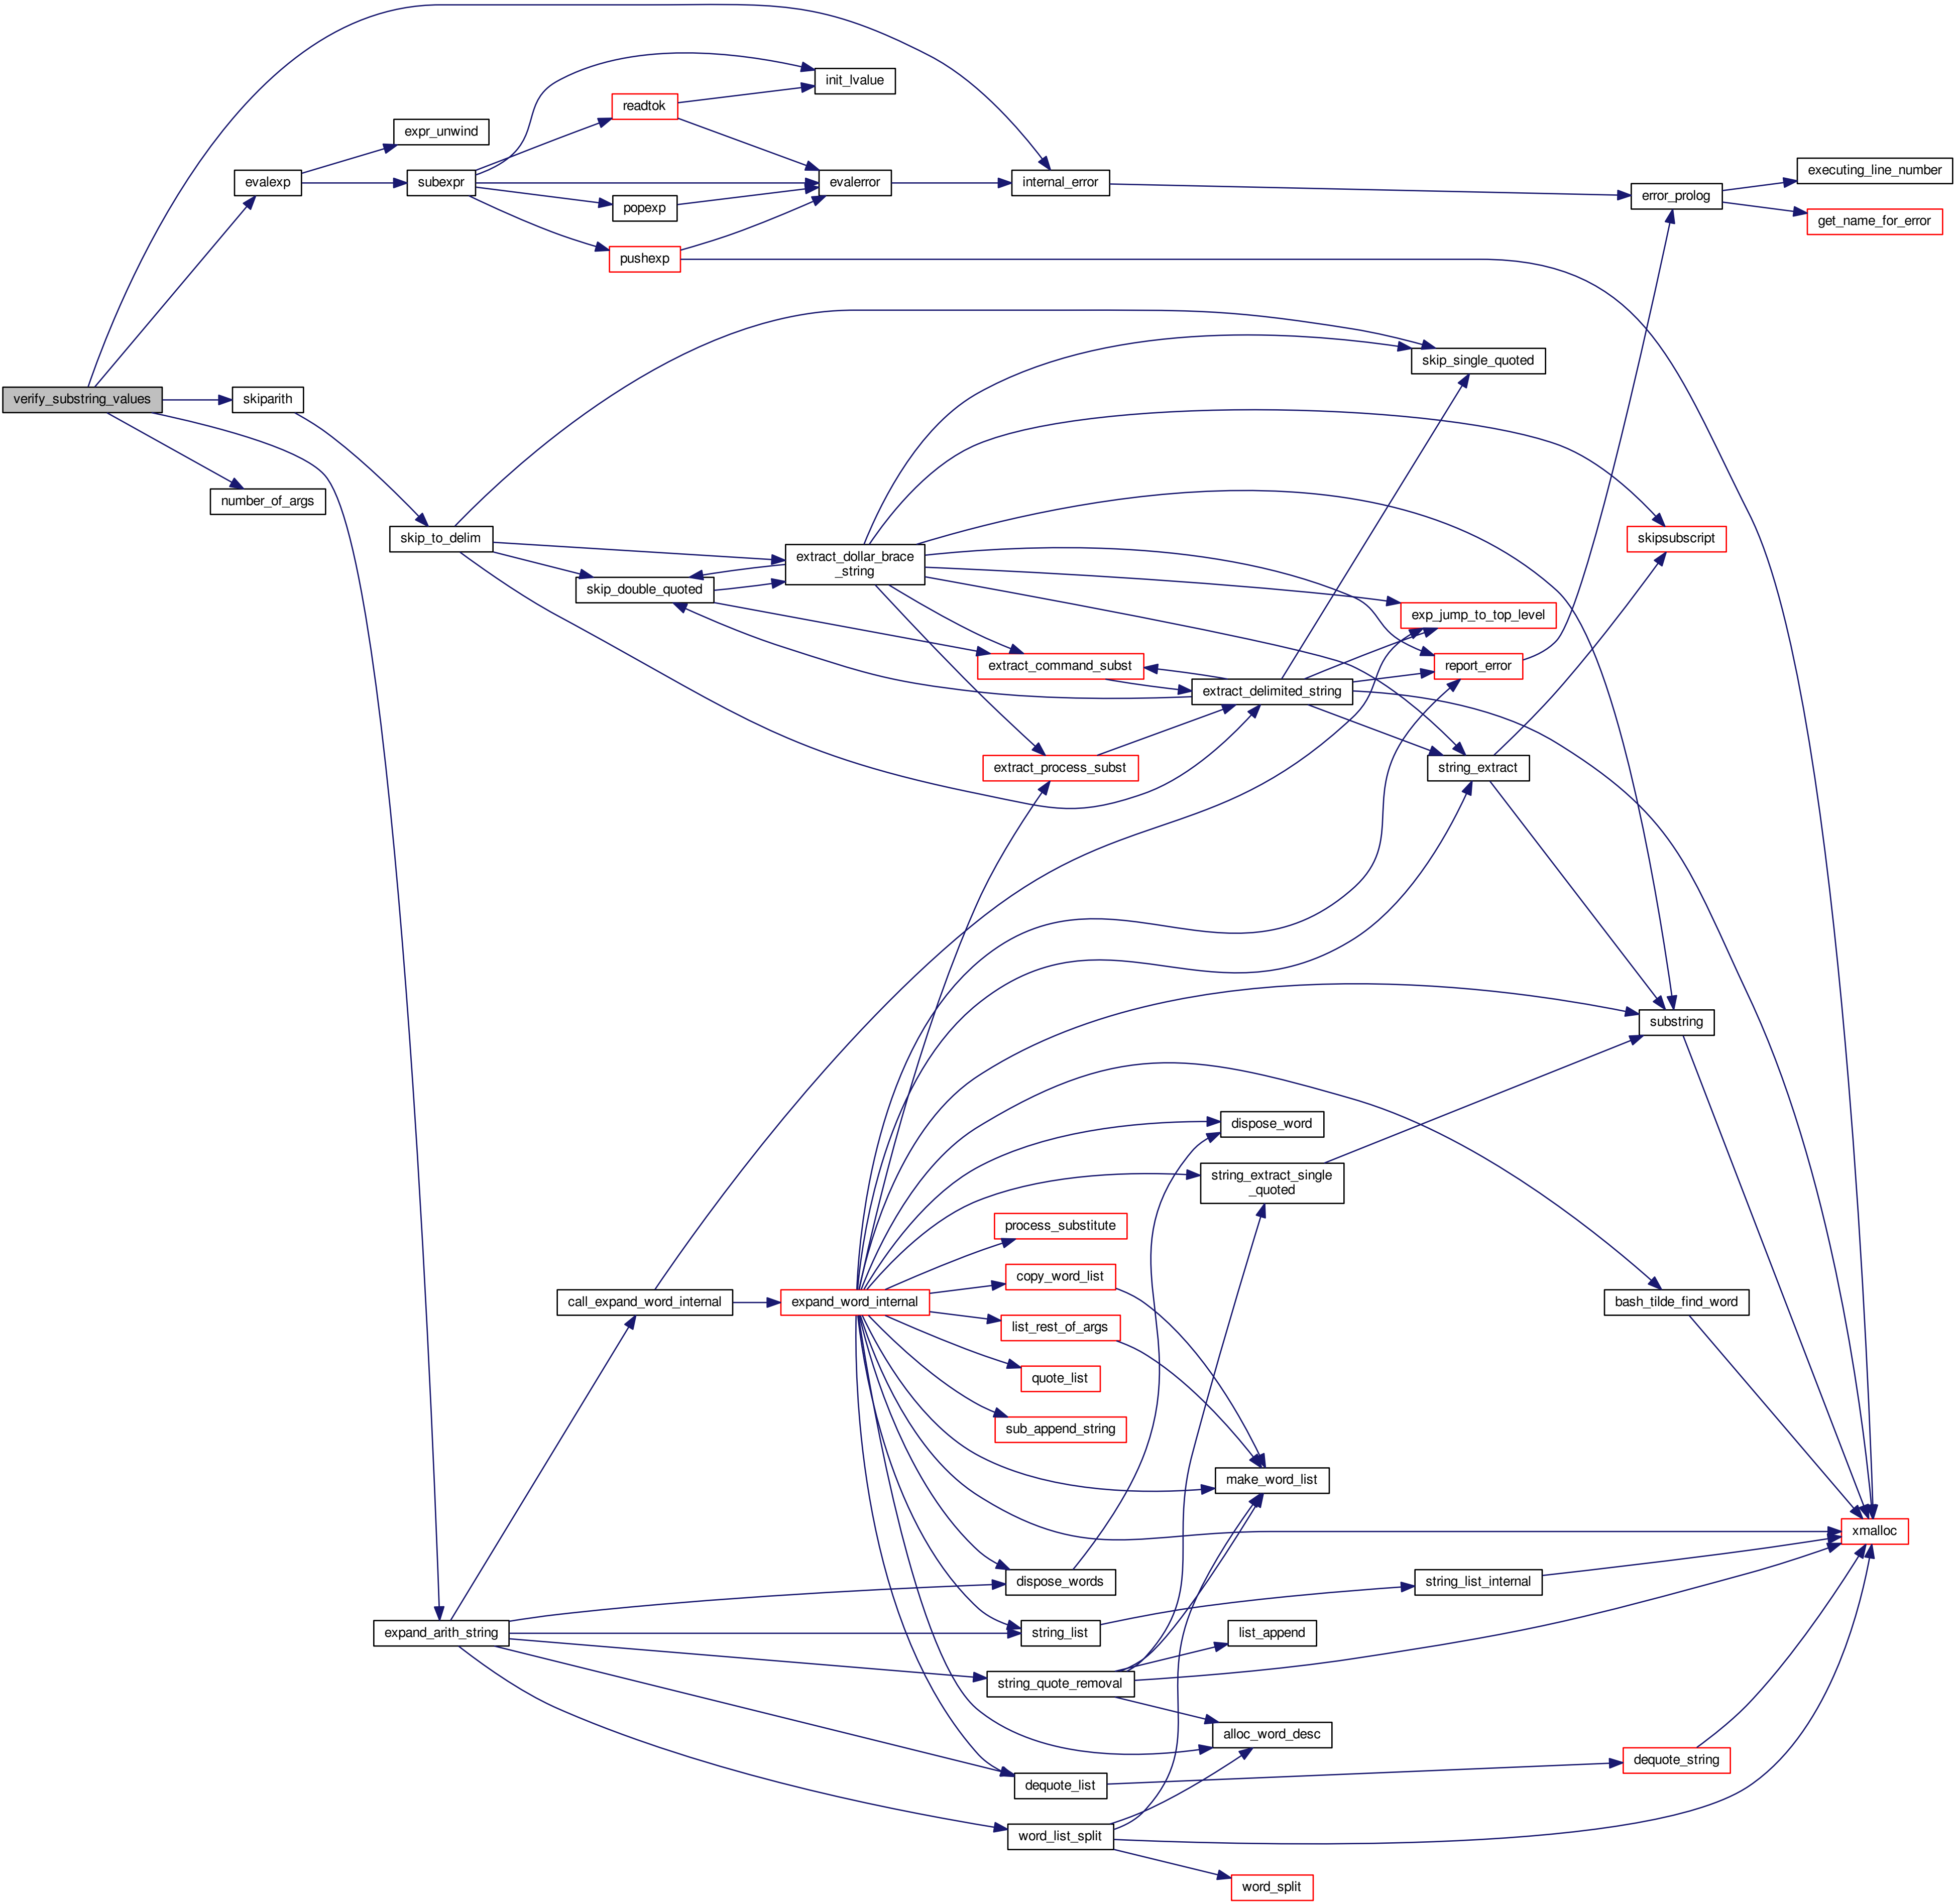 init_lvalue
readtok
expr_unwind
evalexp
subexpr
evalerror
internal_error
executing_line_number
error_prolog
popexp
get_name_for_error
pushexp
skip_single_quoted
verify_substring_values
skiparith
number_of_args
skip_to_delim
extract_dollar_brace
_string
skipsubscript
skip_double_quoted
exp_jump_to_top_level
extract_command_subst
report_error
extract_delimited_string
extract_process_subst
string_extract
substring
dispose_word
string_extract_single
_quoted
process_substitute
copy_word_list
call_expand_word_internal
expand_word_internal
bash_tilde_find_word
list_rest_of_args
quote_list
sub_append_string
make_word_list
xmalloc
dispose_words
string_list_internal
expand_arith_string
string_list
list_append
string_quote_removal
alloc_word_desc
dequote_string
dequote_list
word_list_split
word_split